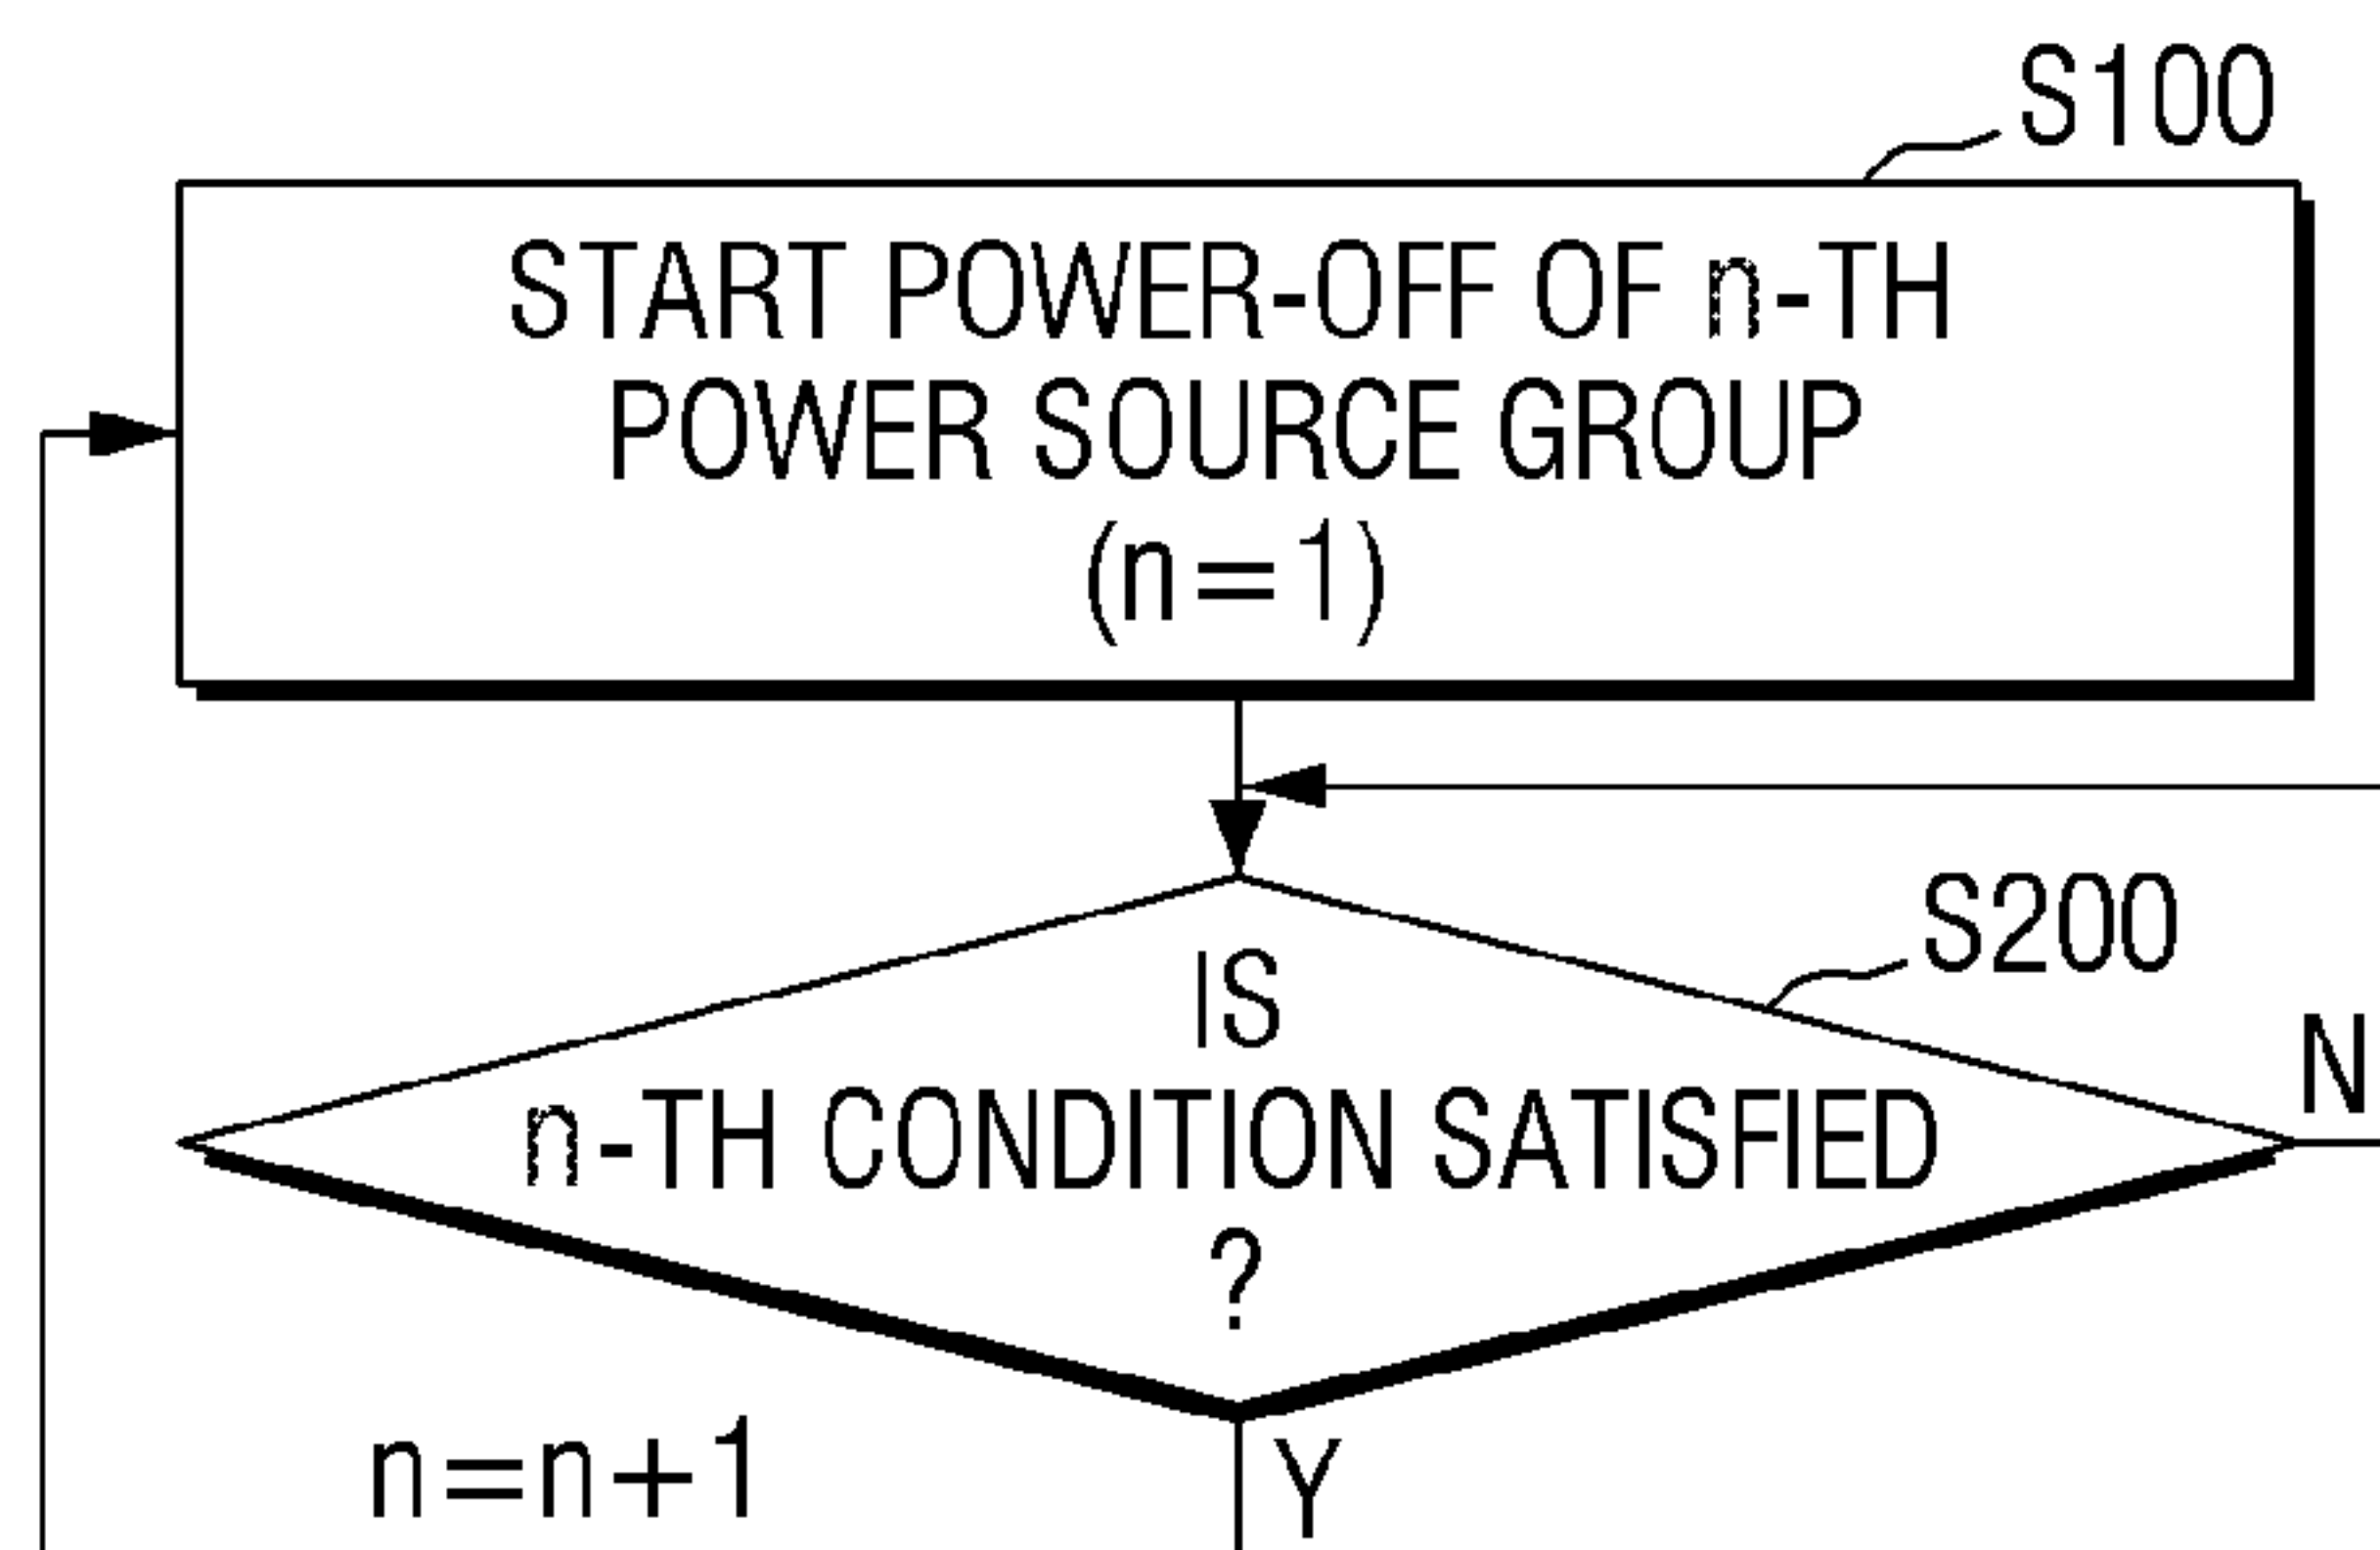 S100
START POWER-OFF OF n-TH
POWER SOURCE GROUP
(n=1)
S200
IS
n-TH CONDITION SATISFIED
?
N
n=n+1
Y